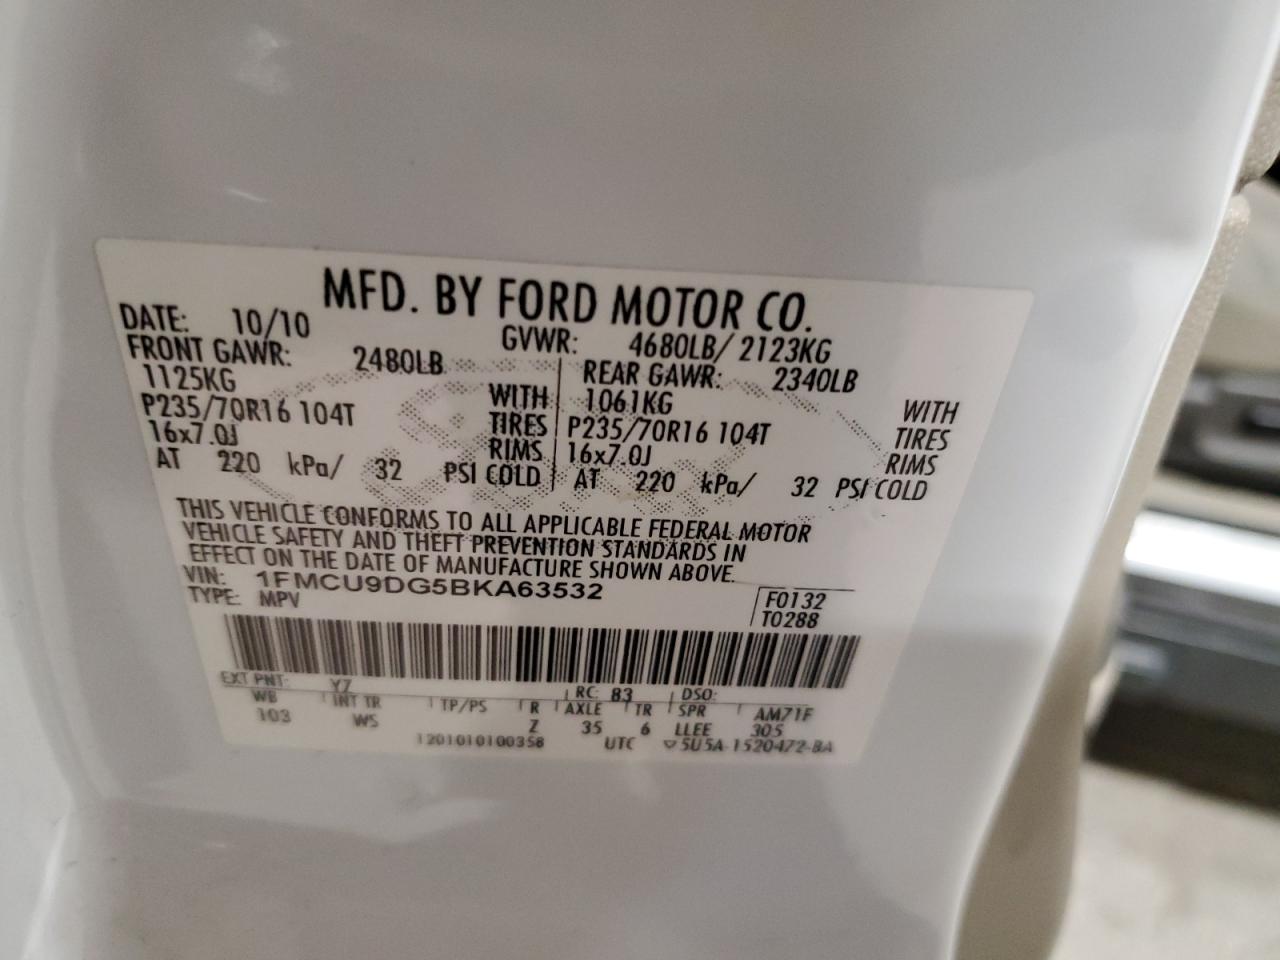 MFD. BY FORD MOTOR CO.
DATE: 10/10 GVWR: 4680LB/ 2123KG
FRONT GAWR: 2480LB REAR GAWR: 2340LB
1125KG WITH 1061KG WITH
P235/70R16 104T TIRES P235/70R16 104T TIRES
16x7.0J RIMS 16x7.0J RIMS
AT 220 kPa/ 32 PSI COLD AT 220 kPa/ 32 PSI COLD
THIS VEHICLE CONFORMS TO ALL APPLICABLE FEDERAL MOTOR
VEHICLE SAFETY AND THEFT PREVENTION STANDARDS IN
EFFECT ON THE DATE OF MANUFACTURE SHOWN ABOVE.
VIN: 1FMCU9DG5BKA63532 F0132
TYPE: MPV T0288
EXT PNT: YZ RC: 83 DSO:
WB INT TR TP/PS R AXLE TR SPR AM71F
103 WS Z 35 6 LLEE 305
1201010100358 UTC ▽5U5A-1520472-BA